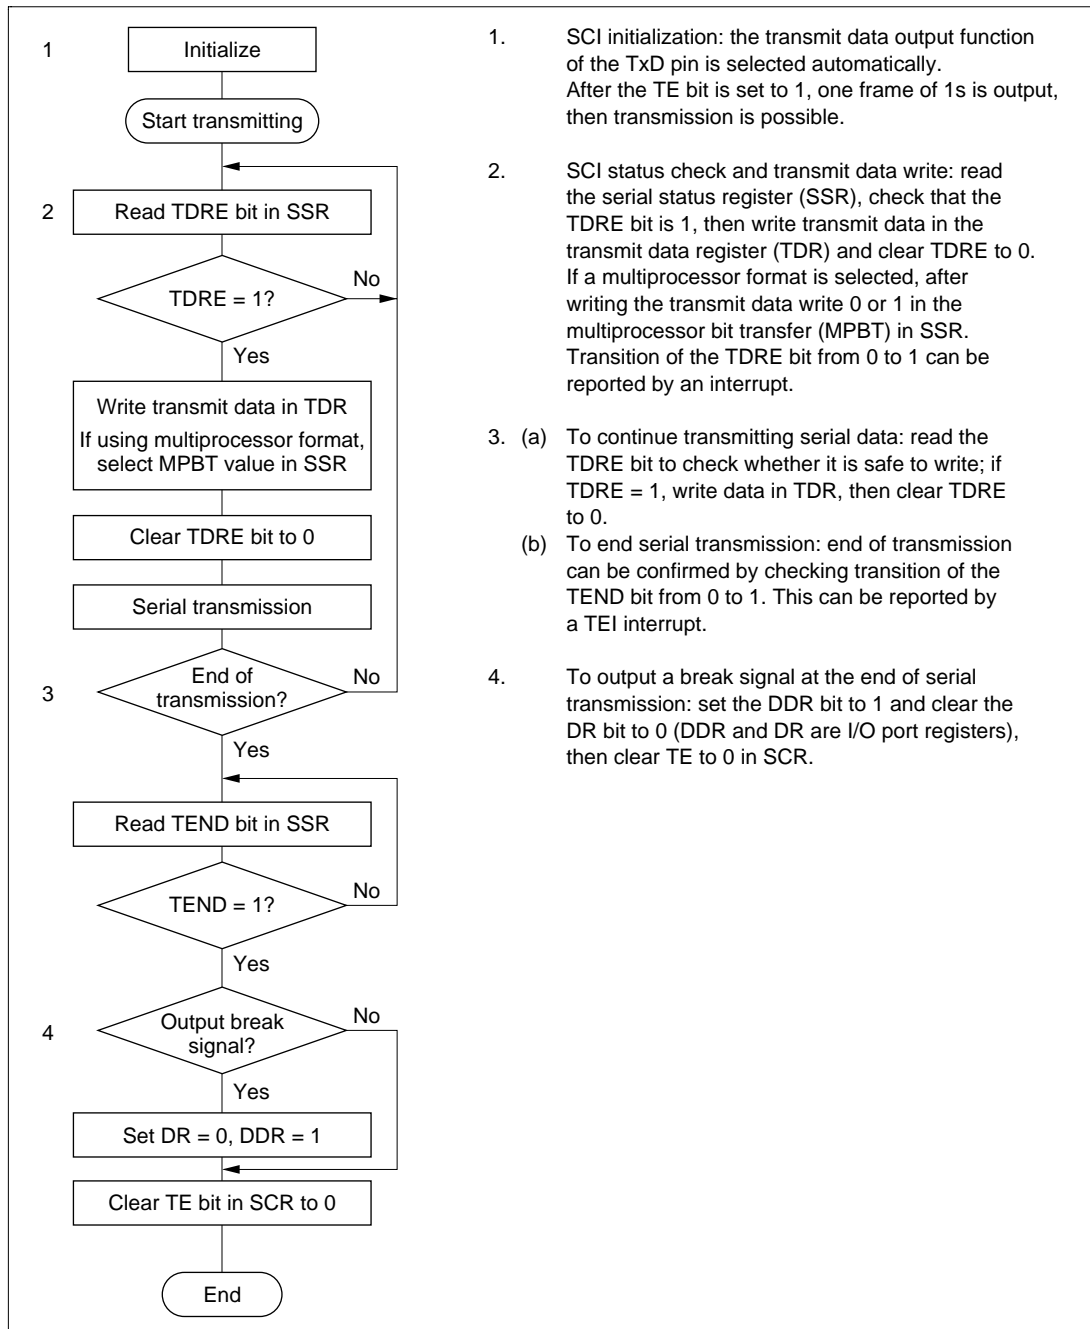 1
Initialize
Start transmitting
2
Read TDRE bit in SSR
TDRE = 1?
No
Yes
Write transmit data in TDR
If using multiprocessor format,
select MPBT value in SSR
Clear TDRE bit to 0
Serial transmission
3
End of
transmission?
No
Yes
Read TEND bit in SSR
TEND = 1?
No
Yes
4
Output break
signal?
No
Yes
Set DR = 0, DDR = 1
Clear TE bit in SCR to 0
End
1. SCI initialization: the transmit data output function
of the TxD pin is selected automatically.
After the TE bit is set to 1, one frame of 1s is output,
then transmission is possible.
2. SCI status check and transmit data write: read
the serial status register (SSR), check that the
TDRE bit is 1, then write transmit data in the
transmit data register (TDR) and clear TDRE to 0.
If a multiprocessor format is selected, after
writing the transmit data write 0 or 1 in the
multiprocessor bit transfer (MPBT) in SSR.
Transition of the TDRE bit from 0 to 1 can be
reported by an interrupt.
3. (a) To continue transmitting serial data: read the
TDRE bit to check whether it is safe to write; if
TDRE = 1, write data in TDR, then clear TDRE
to 0.
(b) To end serial transmission: end of transmission
can be confirmed by checking transition of the
TEND bit from 0 to 1. This can be reported by
a TEI interrupt.
4. To output a break signal at the end of serial
transmission: set the DDR bit to 1 and clear the
DR bit to 0 (DDR and DR are I/O port registers),
then clear TE to 0 in SCR.